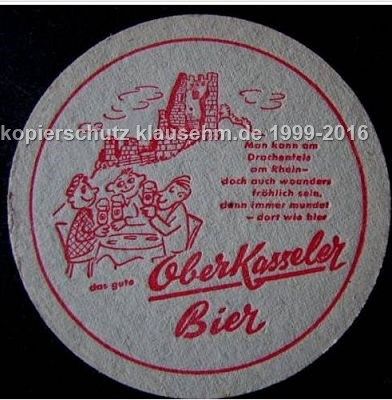 kopierschutz klausehm.de 1999-2016
Man kann am
Drachenfels
am Rhein-
doch auch woanders
fröhlich sein,
denn immer mundet
- dort wie hier
das gute
OberKasseler
Bier